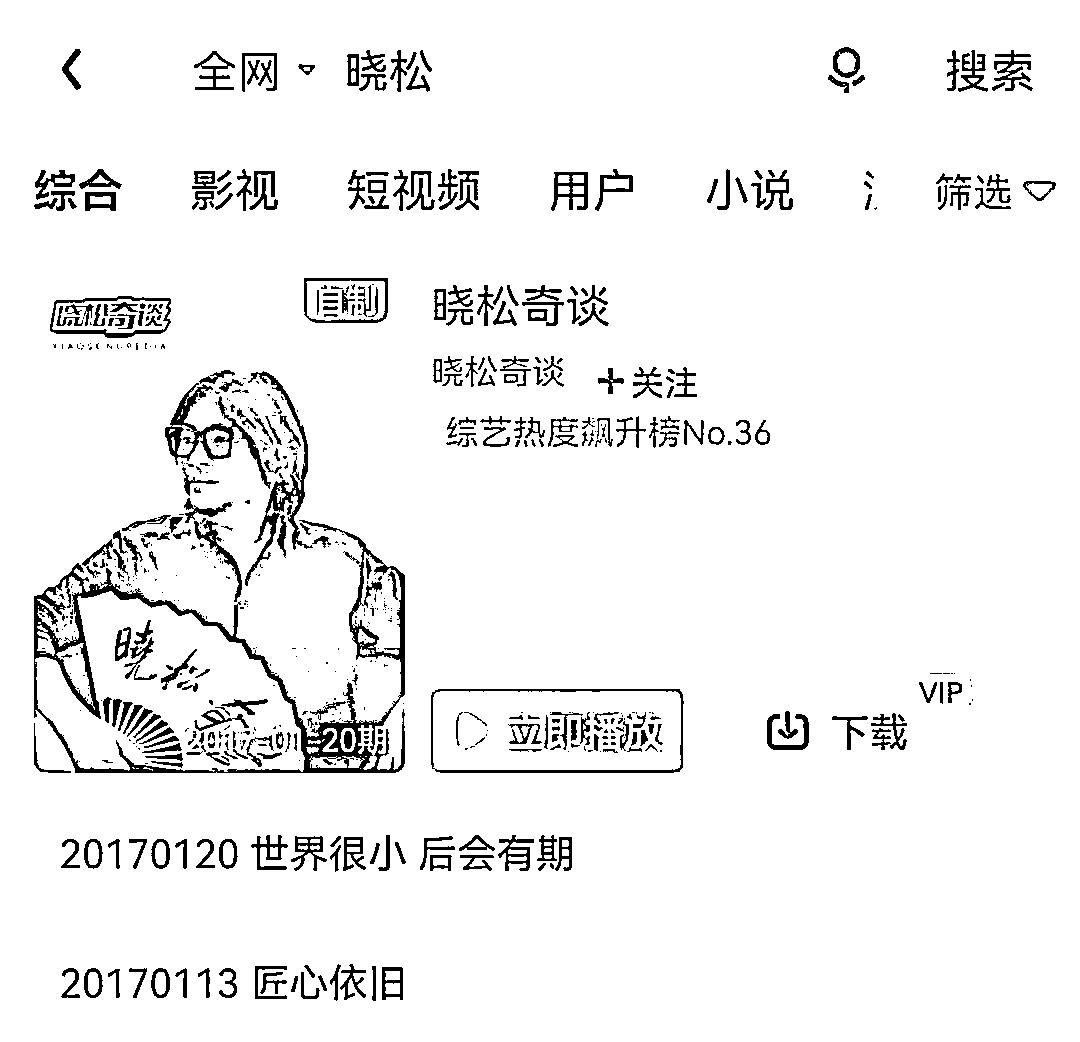 全网 晓松 搜索
综合 影视 短视频 用户 小说 筛选
晓松奇谈
XIAOSONGPEDIA
自制
晓松
2017-01-20期
晓松奇谈
晓松奇谈 +关注
综艺热度飙升榜No.36
立即播放 下载 VIP
20170120 世界很小 后会有期
20170113 匠心依旧